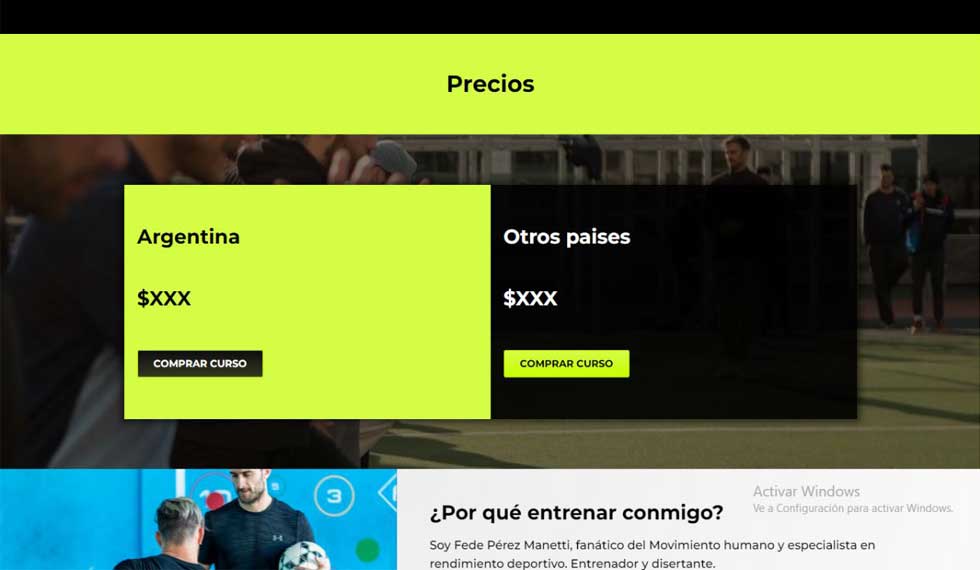 Precios
Argentina
$XXX
COMPRAR CURSO
Otros paises
$XXX
COMPRAR CURSO
3
¿Por qué entrenar conmigo?
Soy Fede Pérez Manetti, fanático del Movimiento humano y especialista en
rendimiento deportivo. Entrenador y disertante.
Activar Windows
Ve a Configuración para activar Windows.